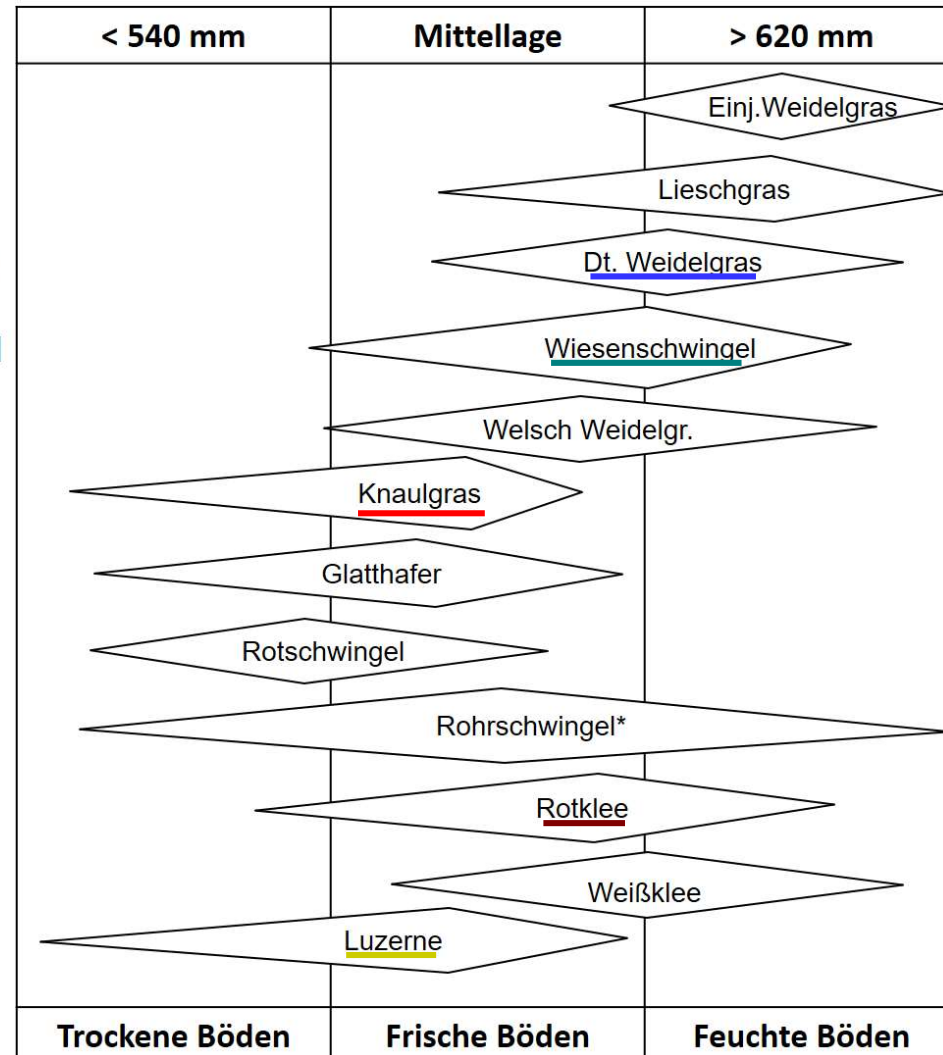 < 540 mm Mittellage > 620 mm
Einj.Weidelgras
Lieschgras
Dt. Weidelgras
Wiesenschwingel
Welsch Weidelgr.
Knaulgras
Glatthafer
Rotschwingel
Rohrschwingel*
Rotklee
Weißklee
Luzerne
Trockene Böden Frische Böden Feuchte Böden